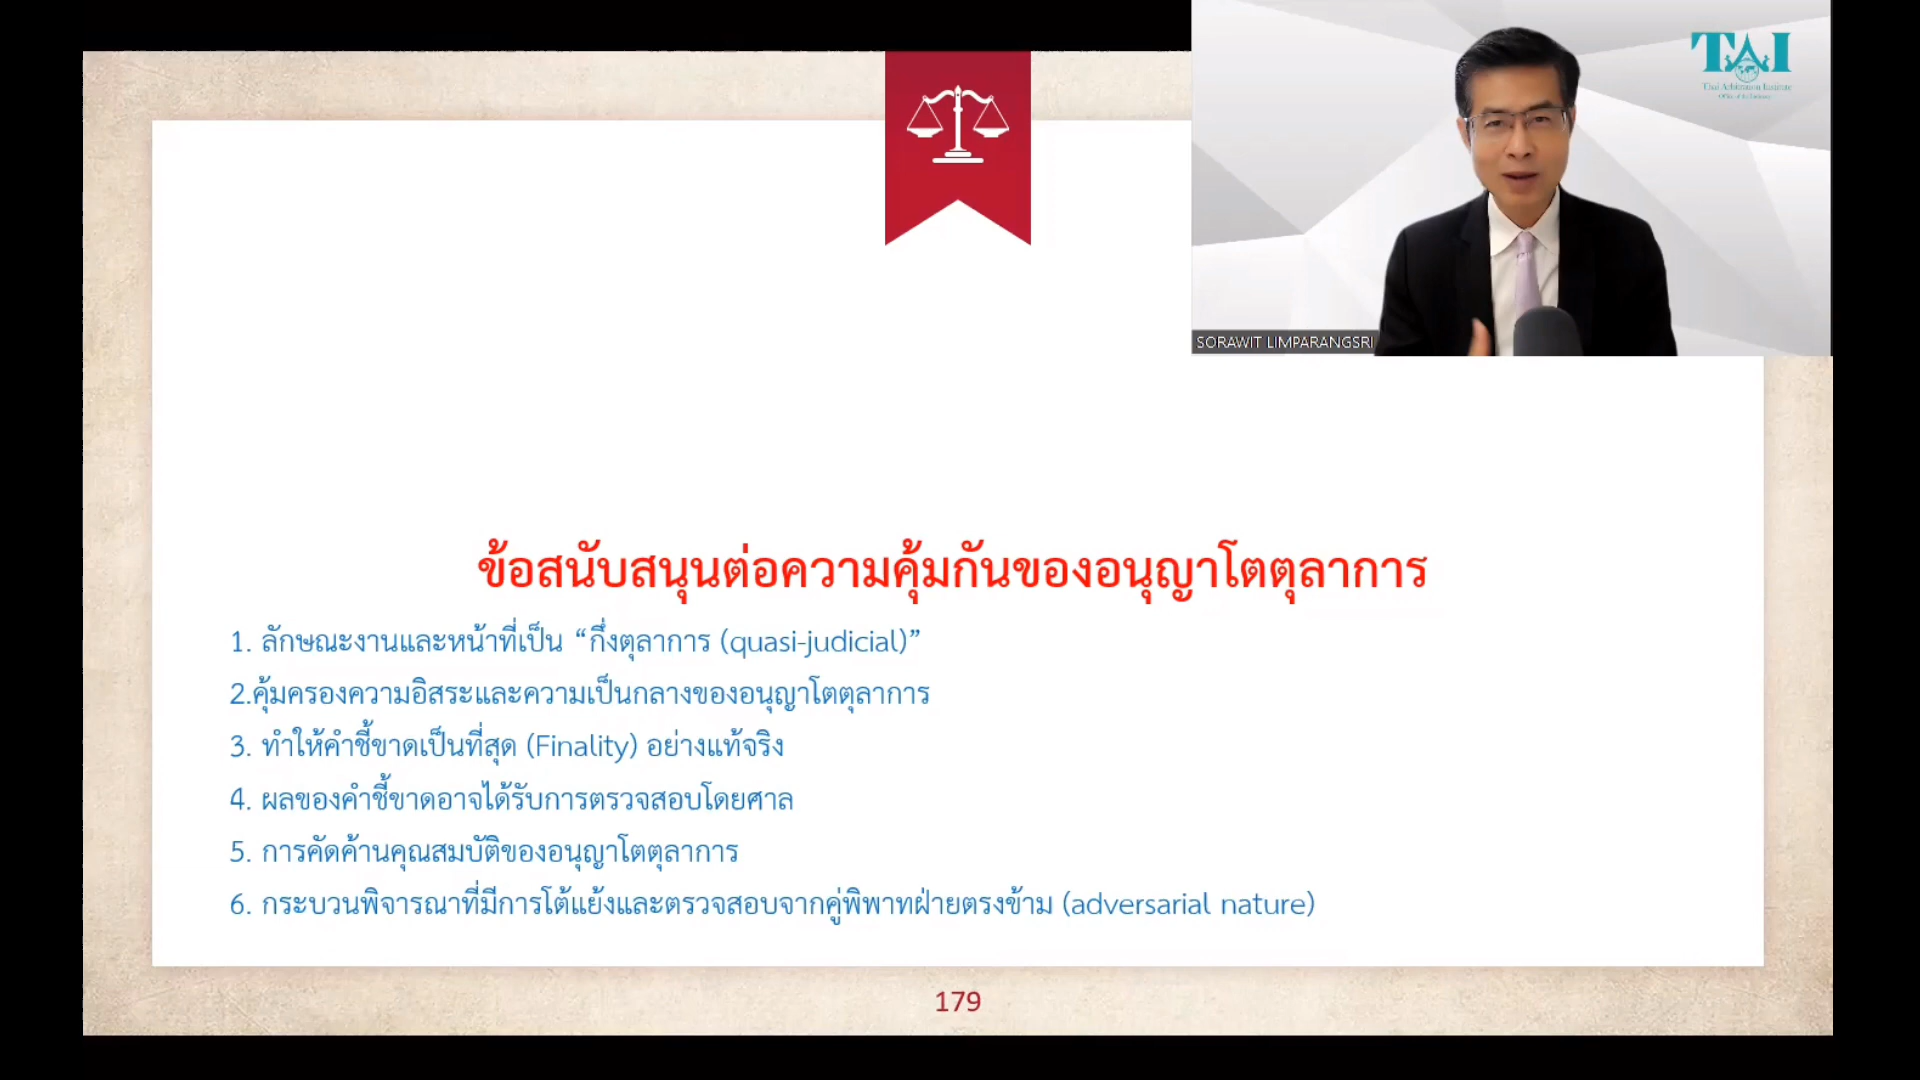 TAI
Thai Arbitration Institute
SORAWIT LIMPARANGSRI
ข้อสนับสนุนต่อความคุ้มกันของอนุญาโตตุลาการ
1. ลักษณะงานและหน้าที่เป็น “กึ่งตุลาการ (quasi-judicial)”
2.คุ้มครองความอิสระและความเป็นกลางของอนุญาโตตุลาการ
3. ทำให้คำชี้ขาดเป็นที่สุด (Finality) อย่างแท้จริง
4. ผลของคำชี้ขาดอาจได้รับการตรวจสอบโดยศาล
5. การคัดค้านคุณสมบัติของอนุญาโตตุลาการ
6. กระบวนพิจารณาที่มีการโต้แย้งและตรวจสอบจากคู่พิพาทฝ่ายตรงข้าม (adversarial nature)
179